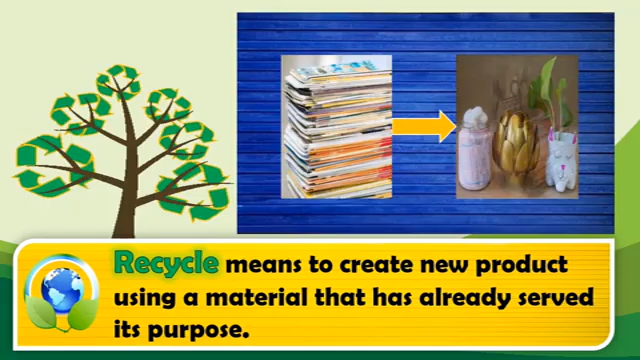 Recycle means to create new product
using a material that has already served
its purpose.